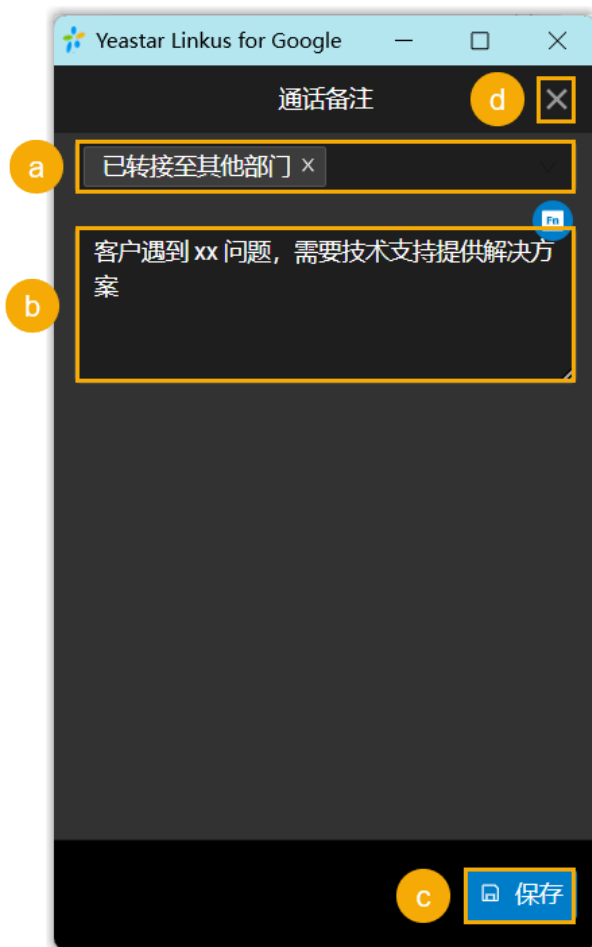 Yeastar Linkus for Google
通话备注
d
a
已转接至其他部门 x
Fn
b
客户遇到 xx 问题，需要技术支持提供解决方
案
c
保存